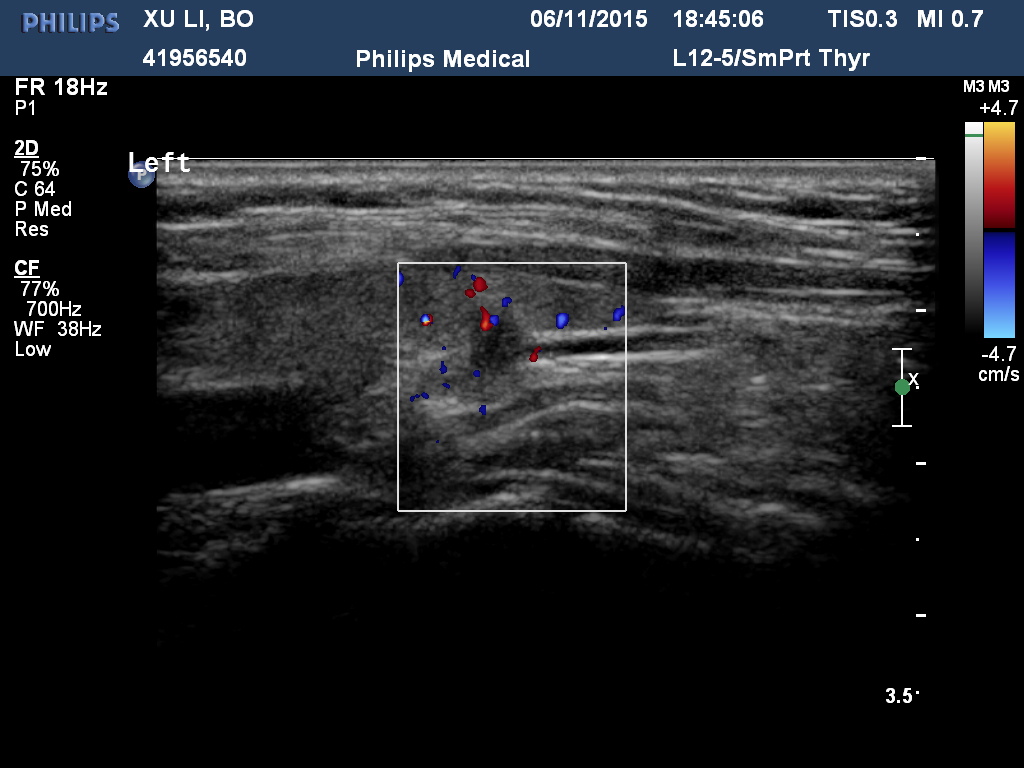 PHILIPS XU LI, BO 06/11/2015 18:45:06 TIS0.3 MI 0.7
41956540 Philips Medical L12-5/SmPrt Thyr
FR 18Hz
P1
2D
75%
C 64
P Med
Res
CF
77%
700Hz
WF 38Hz
Low
Left
P
M3 M3
+4.7
-4.7
cm/s
x
3.5